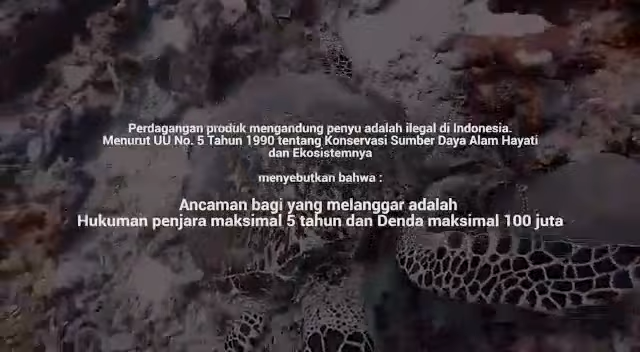 Perdagangan produk mengandung penyu adalah ilegal di Indonesia.
Menurut UU No. 5 Tahun 1990 tentang Konservasi Sumber Daya Alam Hayati
dan Ekosistemnya
menyebutkan bahwa :
Ancaman bagi yang melanggar adalah
Hukuman penjara maksimal 5 tahun dan Denda maksimal 100 juta